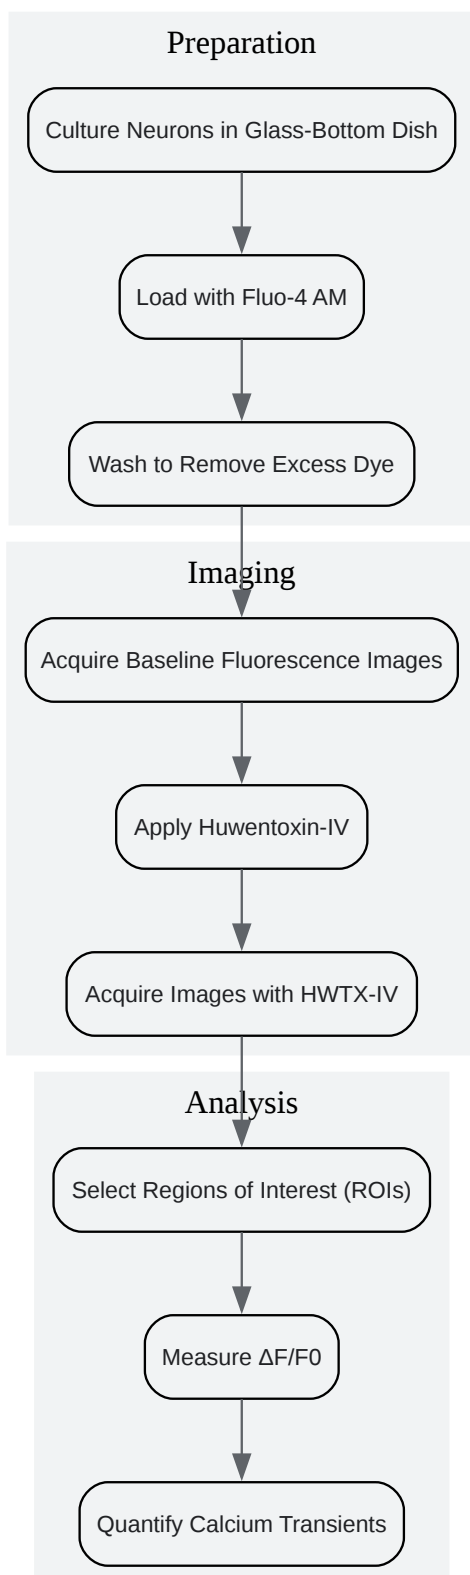 Preparation
Culture Neurons in Glass-Bottom Dish
Load with Fluo-4 AM
Wash to Remove Excess Dye
Imaging
Acquire Baseline Fluorescence Images
Apply Huwentoxin-IV
Acquire Images with HWTX-IV
Analysis
Select Regions of Interest (ROIs)
Measure ΔF/F0
Quantify Calcium Transients